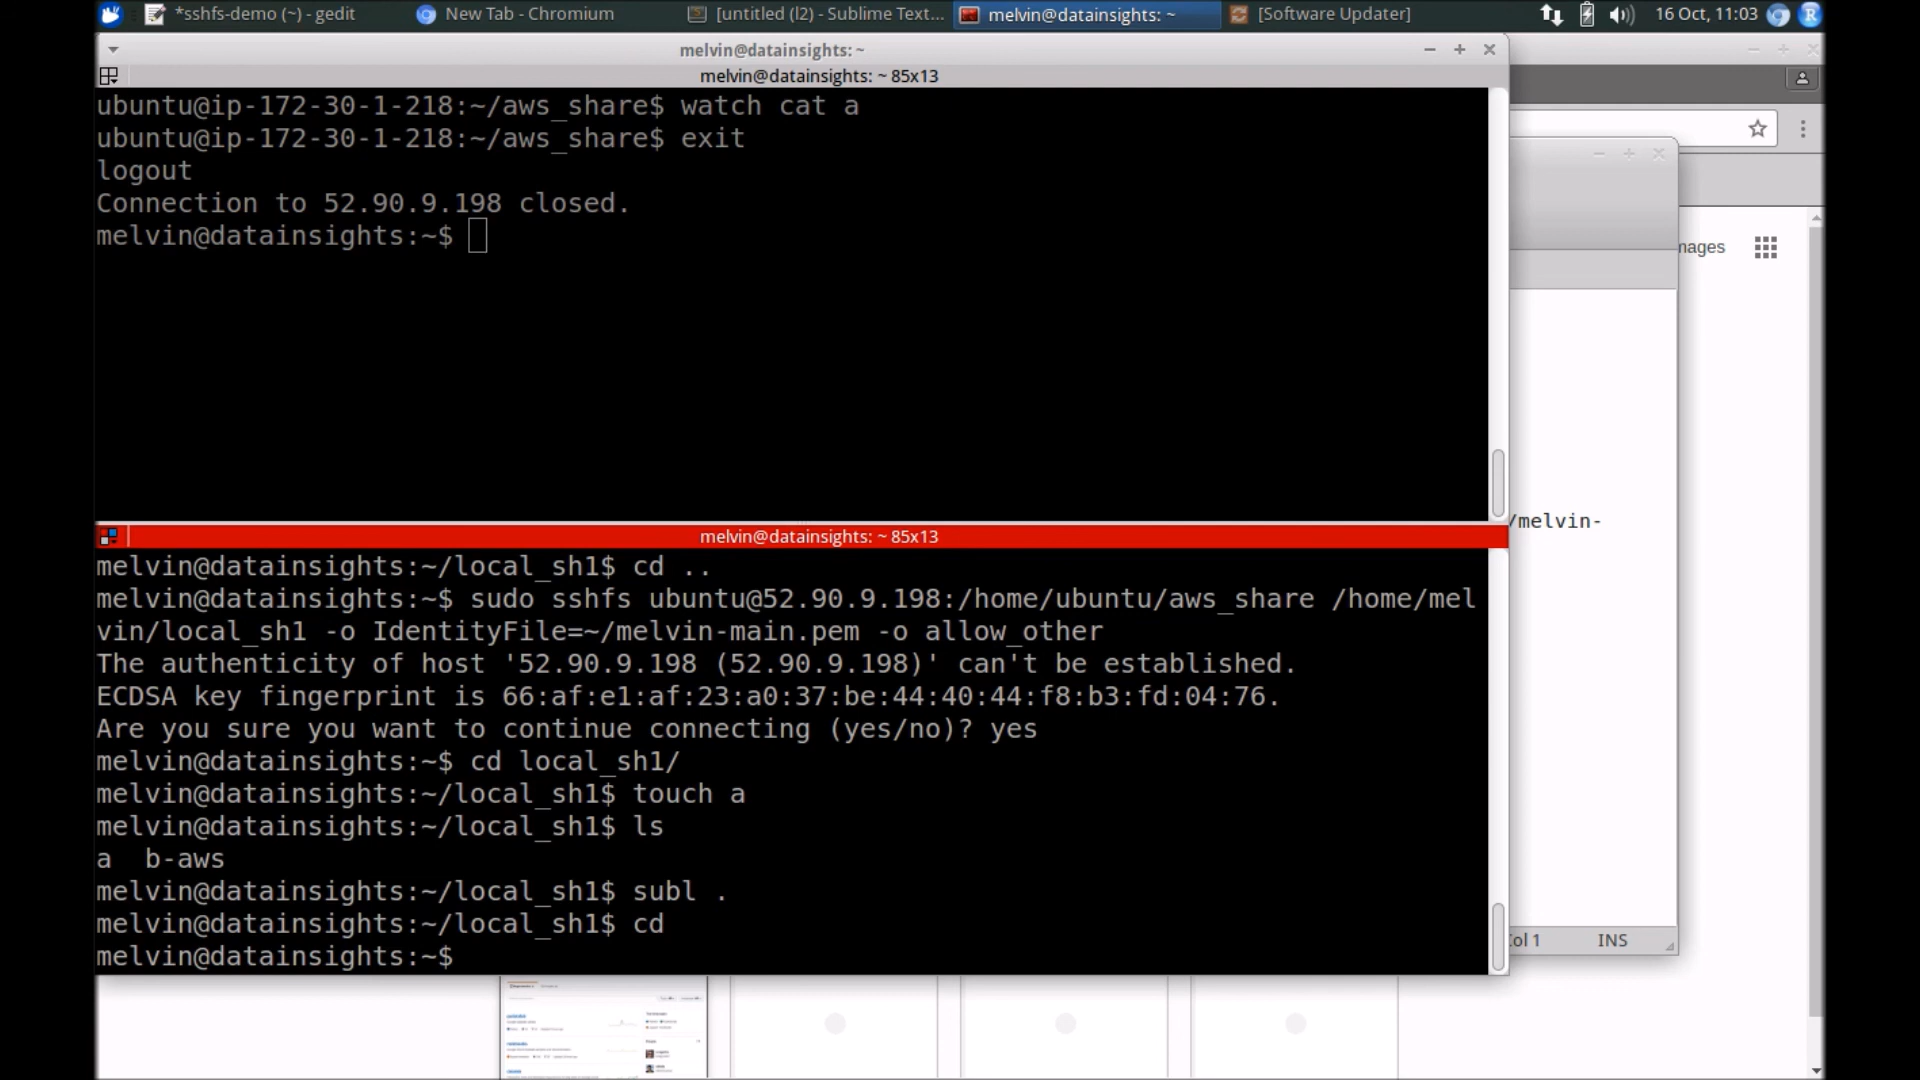 *sshfs-demo (~) - gedit
New Tab - Chromium
[untitled (l2) - Sublime Text...
melvin@datainsights: ~
[Software Updater]
16 Oct, 11:03
melvin@datainsights: ~
melvin@datainsights: ~ 85x13
ubuntu@ip-172-30-1-218:~/aws_share$ watch cat a
ubuntu@ip-172-30-1-218:~/aws_share$ exit
logout
Connection to 52.90.9.198 closed.
melvin@datainsights:~$
mages
/melvin-
melvin@datainsights: ~ 85x13
melvin@datainsights:~/local_sh1$ cd ..
melvin@datainsights:~$ sudo sshfs ubuntu@52.90.9.198:/home/ubuntu/aws_share /home/mel
vin/local_sh1 -o IdentityFile=~/melvin-main.pem -o allow_other
The authenticity of host '52.90.9.198 (52.90.9.198)' can't be established.
ECDSA key fingerprint is 66:af:e1:af:23:a0:37:be:44:40:44:f8:b3:fd:04:76.
Are you sure you want to continue connecting (yes/no)? yes
melvin@datainsights:~$ cd local_sh1/
melvin@datainsights:~/local_sh1$ touch a
melvin@datainsights:~/local_sh1$ ls
a  b-aws
melvin@datainsights:~/local_sh1$ subl .
melvin@datainsights:~/local_sh1$ cd
melvin@datainsights:~$
Col 1
INS